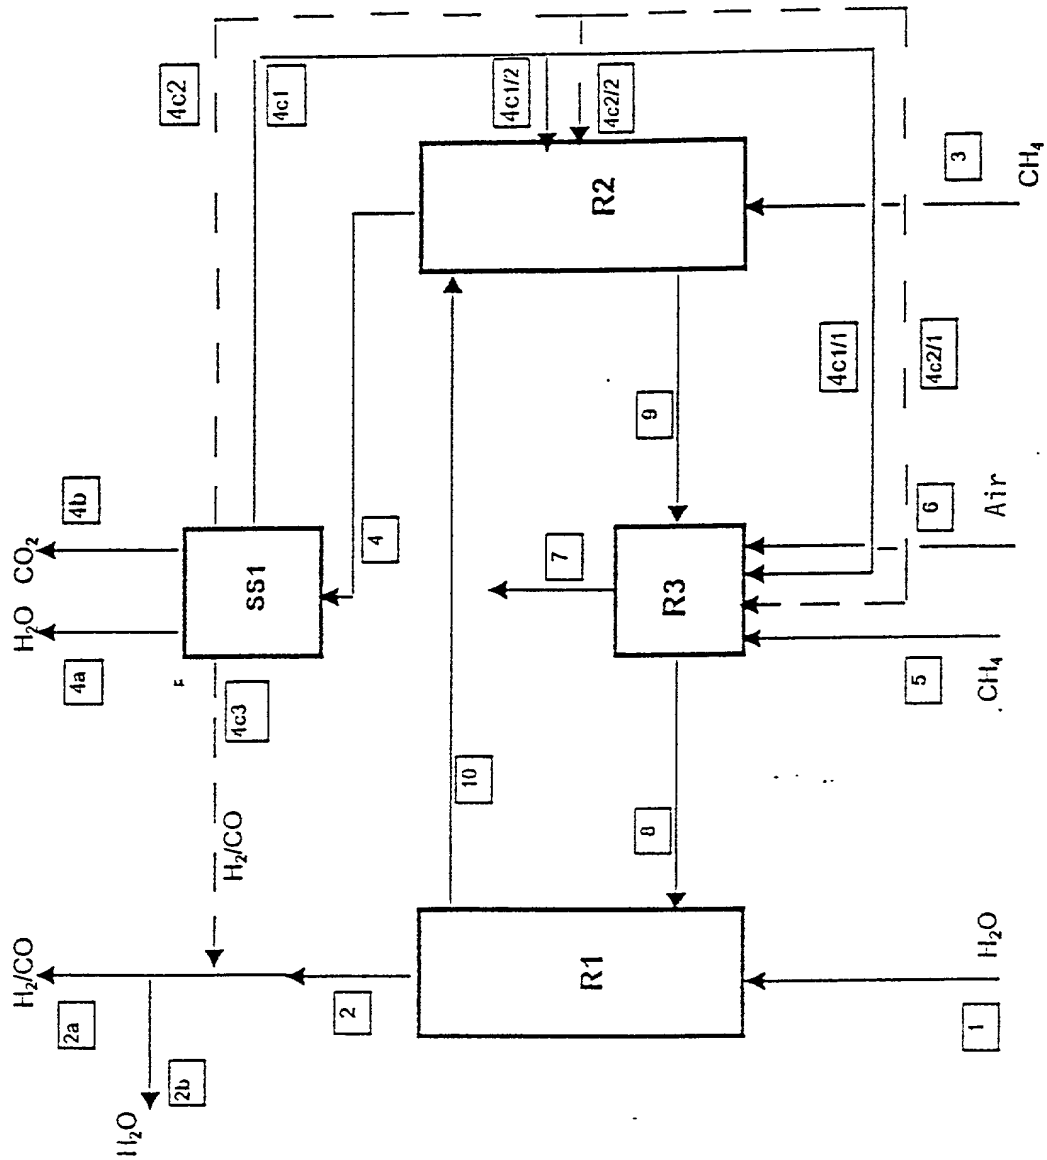 H₂O
CO₂
4a
4b
4c2
4c1
SS1
4c3
H₂/CO
H₂/CO
2a
2b
H₂O
2
4
4c1/2
4c2/2
R2
10
7
9
R3
8
R1
4c1/1
4c2/1
3
CH₄
6
Air
5
CH₄
H₂O
1